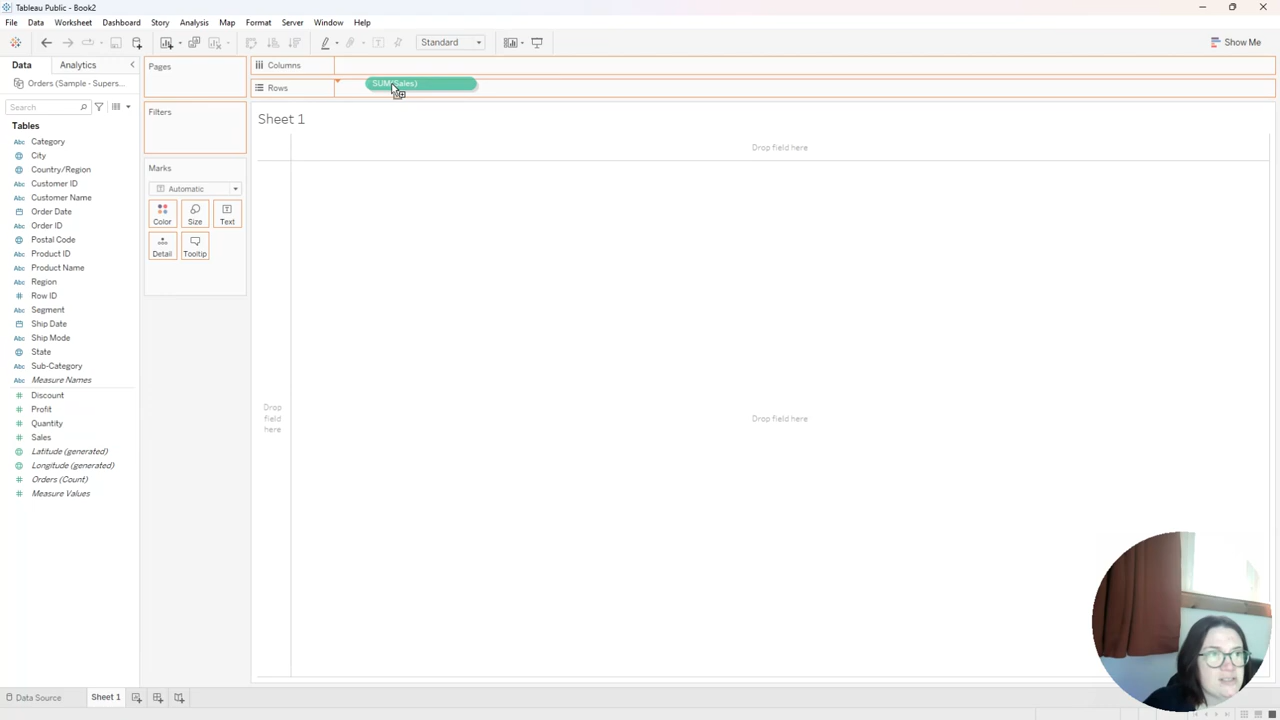 Tableau Public - Book2
File Data Worksheet Dashboard Story Analysis Map Format Server Window Help
Standard
Show Me
Data Analytics
Pages
Columns
Orders (Sample - Supers...
Rows
SUM(Sales)
Search
Filters
Sheet 1
Tables
Category
City
Country/Region
Customer ID
Customer Name
Order Date
Order ID
Postal Code
Product ID
Product Name
Region
Row ID
Segment
Ship Date
Ship Mode
State
Sub-Category
Measure Names
Discount
Profit
Quantity
Sales
Latitude (generated)
Longitude (generated)
Orders (Count)
Measure Values
Marks
Automatic
Color Size Text
Detail Tooltip
Drop field here
Drop
field
here
Drop field here
Data Source
Sheet 1